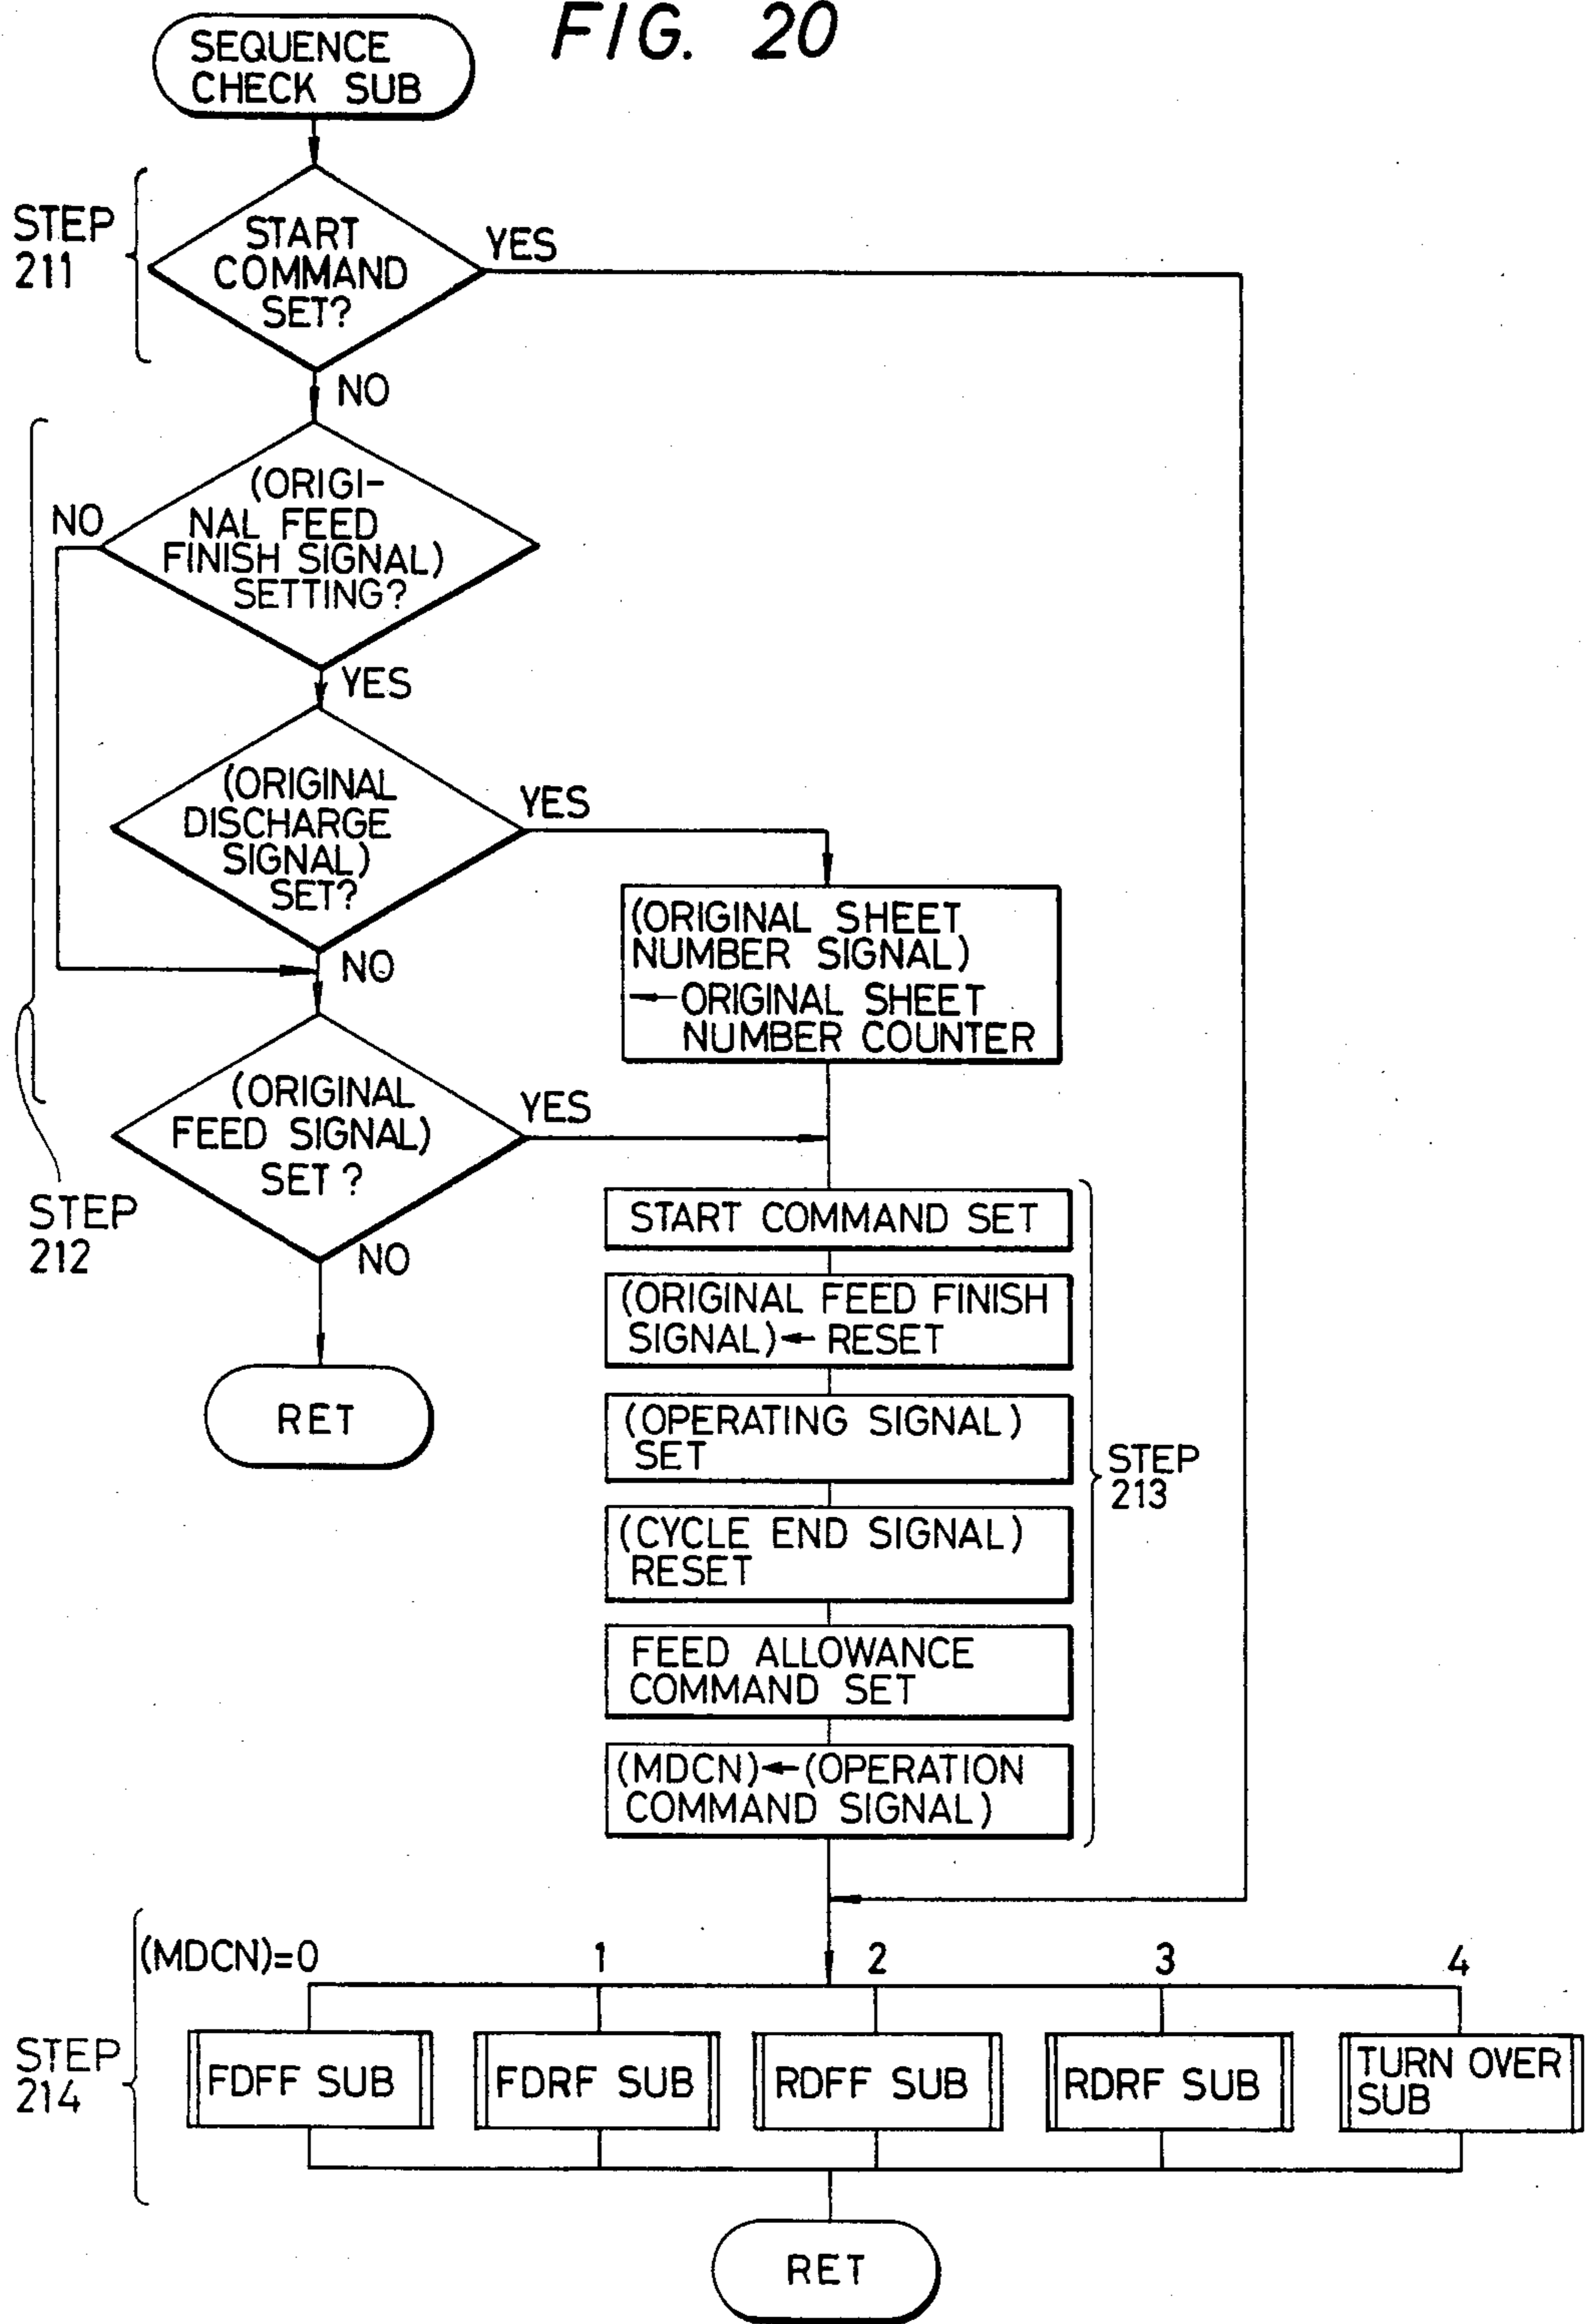 FIG. 20
SEQUENCE
CHECK SUB
STEP
211
START
COMMAND
SET?
YES
NO
(ORIGI-
NAL FEED
FINISH SIGNAL)
SETTING?
NO
YES
(ORIGINAL
DISCHARGE
SIGNAL)
SET?
YES
NO
(ORIGINAL SHEET
NUMBER SIGNAL)
←ORIGINAL SHEET
NUMBER COUNTER
(ORIGINAL
FEED SIGNAL)
SET ?
YES
NO
STEP
212
RET
START COMMAND SET
(ORIGINAL FEED FINISH
SIGNAL)← RESET
(OPERATING SIGNAL)
SET
(CYCLE END SIGNAL)
RESET
FEED ALLOWANCE
COMMAND SET
(MDCN)←(OPERATION
COMMAND SIGNAL)
STEP
213
(MDCN)=0
1
2
3
4
STEP
214
FDFF SUB
FDRF SUB
RDFF SUB
RDRF SUB
TURN OVER
SUB
RET